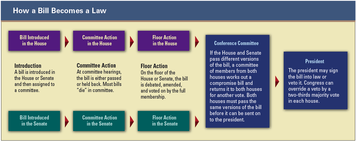 How a Bill Becomes a Law
Bill Introduced
in the House
Committee Action
in the House
Floor Action
in the House
Introduction
A bill is introduced
in the House or Senate
and then assigned to
a committee.
Committee Action
At committee hearings,
the bill is either passed
or held back. Most bills
"die" in committee.
Floor Action
On the floor of the
House or Senate, the bill
is debated, amended,
and voted on by the full
membership.
Bill Introduced
in the Senate
Committee Action
in the Senate
Floor Action
in the Senate
Conference Committee
If the House and Senate
pass different versions
of the bill, a committee
of members from both
houses works out a
compromise bill and
returns it to both houses
for another vote. Both
houses must pass the
same versions of the bill
before it can be sent on
to the president.
President
The president may sign
the bill into law or
veto it. Congress can
override a veto by a
two-thirds majority vote
in each house.